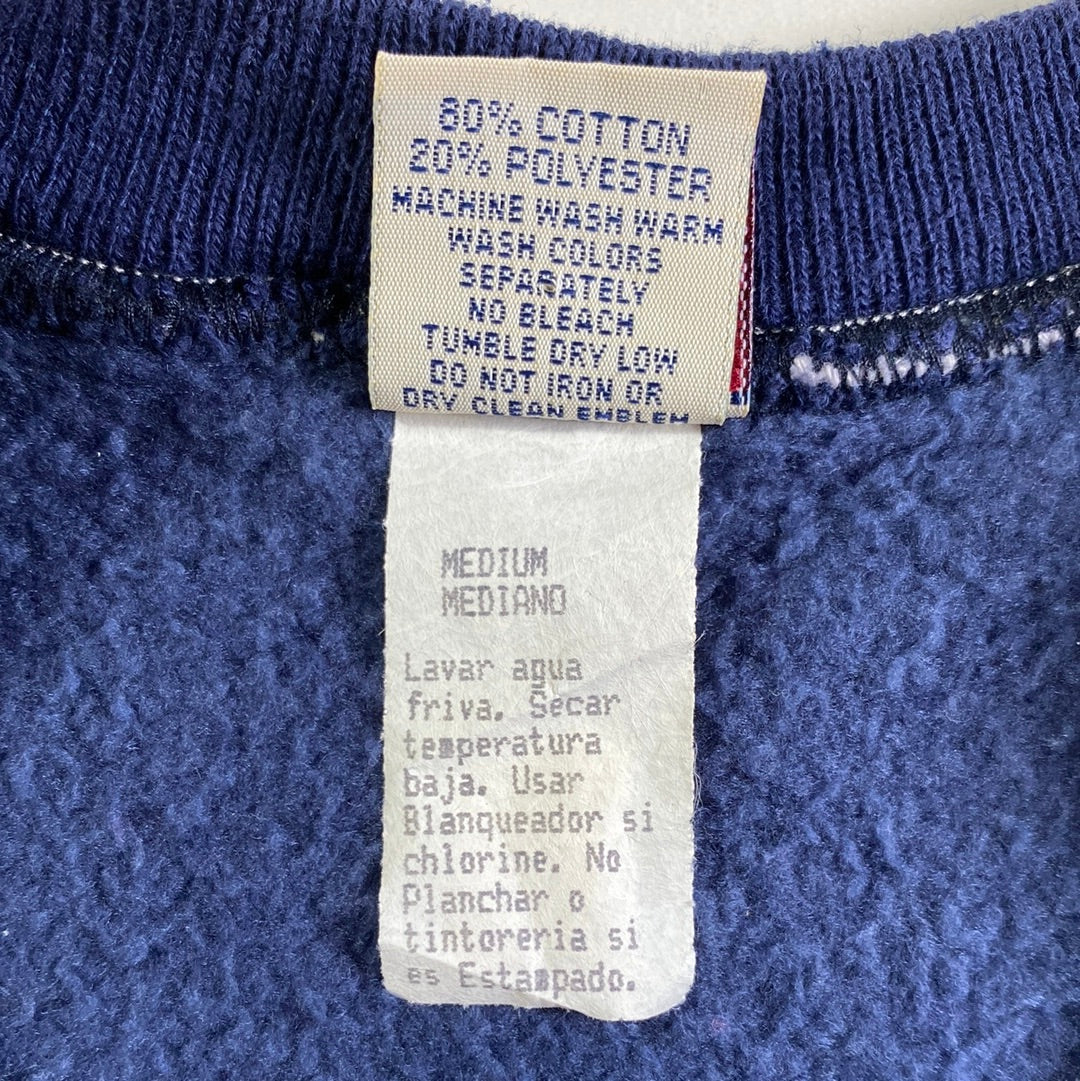 80% COTTON
20% POLYESTER
MACHINE WASH WARM
WASH COLORS
SEPARATELY
NO BLEACH
TUMBLE DRY LOW
DO NOT IRON OR
DRY CLEAN EMBLEM
MEDIUM
MEDIANO
Lavar agua
friva. Secar
temperatura
baja. Usar
Blanqueador si
chlorine. No
Planchar o
tintoreria si
es Estampado.